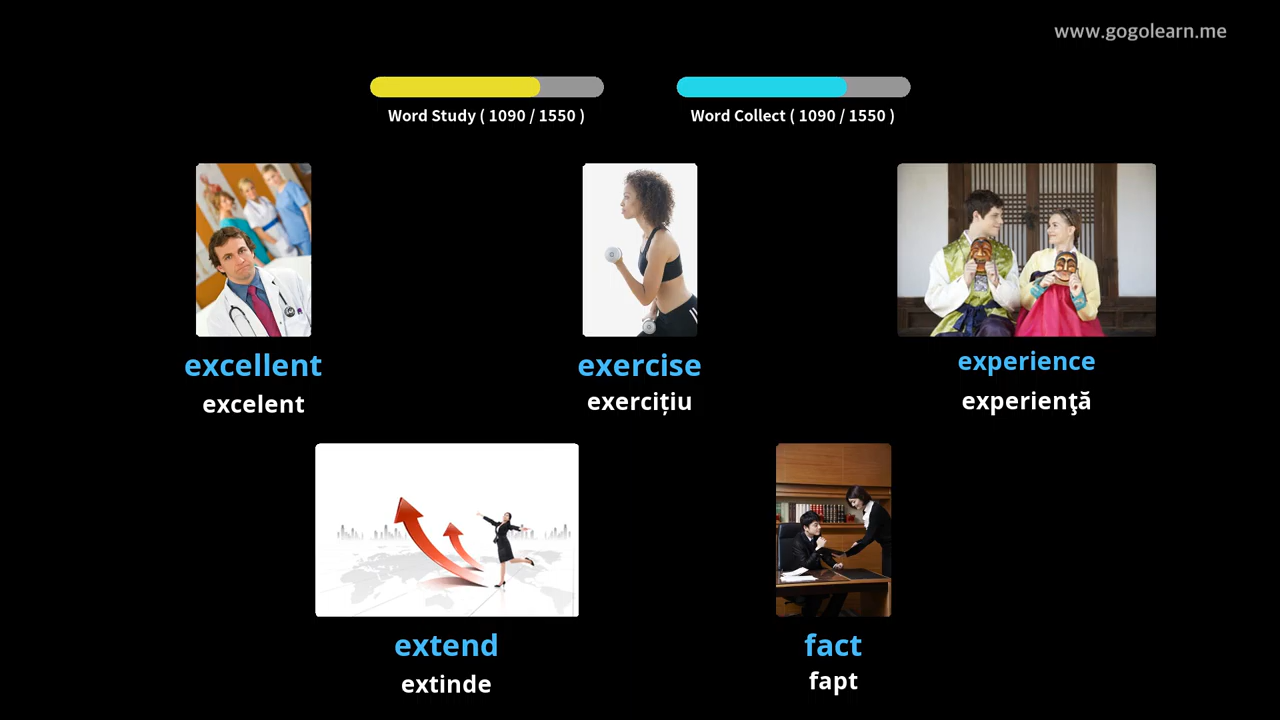 www.gogolearn.me
Word Study ( 1090 / 1550 )
Word Collect ( 1090 / 1550 )
excellent
excelent
exercise
exercițiu
experience
experienţă
extend
extinde
fact
fapt